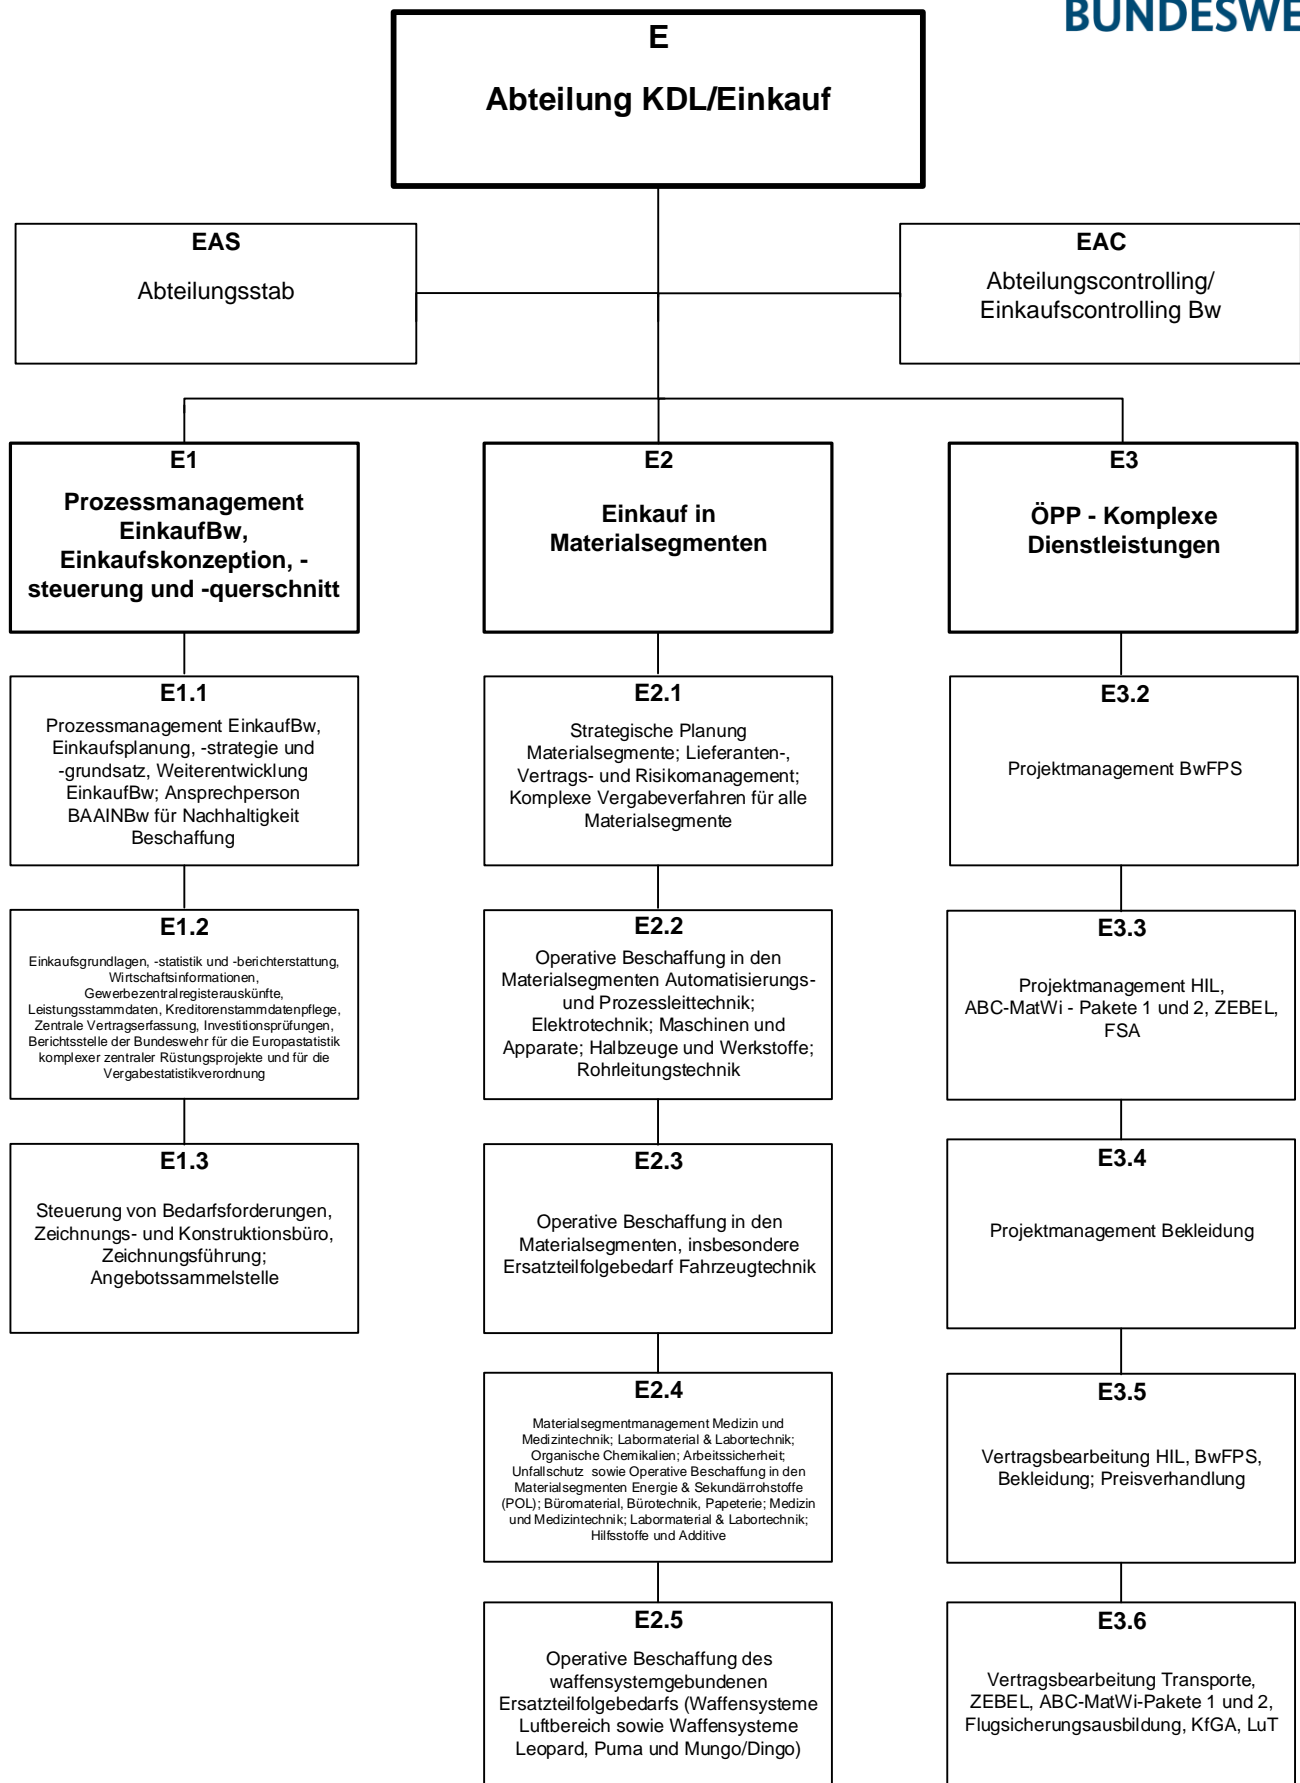 BUNDESWE
E
Abteilung KDL/Einkauf
EAS
Abteilungsstab
EAC
Abteilungscontrolling/
Einkaufscontrolling Bw
E1
Prozessmanagement
EinkaufBw,
Einkaufskonzeption, -
steuerung und -querschnitt
E2
Einkauf in
Materialsegmenten
E3
ÖPP - Komplexe
Dienstleistungen
E1.1
Prozessmanagement EinkaufBw,
Einkaufsplanung, -strategie und
-grundsatz, Weiterentwicklung
EinkaufBw; Ansprechperson
BAAINBw für Nachhaltigkeit
Beschaffung
E2.1
Strategische Planung
Materialsegmente; Lieferanten-,
Vertrags- und Risikomanagement;
Komplexe Vergabeverfahren für alle
Materialsegmente
E3.2
Projektmanagement BwFPS
E1.2
Einkaufsgrundlagen, -statistik und -berichterstattung,
Wirtschaftsinformationen,
Gewerbezentralregisterauskünfte,
Leistungsstammdaten, Kreditorenstammdatenpflege,
Zentrale Vertragserfassung, Investitionsprüfungen,
Berichtsstelle der Bundeswehr für die Europastatistik
komplexer zentraler Rüstungsprojekte und für die
Vergabestatistikverordnung
E2.2
Operative Beschaffung in den
Materialsegmenten Automatisierungs-
und Prozessleittechnik;
Elektrotechnik; Maschinen und
Apparate; Halbzeuge und Werkstoffe;
Rohrleitungstechnik
E3.3
Projektmanagement HIL,
ABC-MatWi - Pakete 1 und 2, ZEBEL,
FSA
E1.3
Steuerung von Bedarfsforderungen,
Zeichnungs- und Konstruktionsbüro,
Zeichnungsführung;
Angebotssammelstelle
E2.3
Operative Beschaffung in den
Materialsegmenten, insbesondere
Ersatzteilfolgebedarf Fahrzeugtechnik
E3.4
Projektmanagement Bekleidung
E2.4
Materialsegmentmanagement Medizin und
Medizintechnik; Labormaterial & Labortechnik;
Organische Chemikalien; Arbeitssicherheit;
Unfallschutz sowie Operative Beschaffung in den
Materialsegmenten Energie & Sekundärrohstoffe
(POL); Büromaterial, Bürotechnik, Papeterie; Medizin
und Medizintechnik; Labormaterial & Labortechnik;
Hilfsstoffe und Additive
E3.5
Vertragsbearbeitung HIL, BwFPS,
Bekleidung; Preisverhandlung
E2.5
Operative Beschaffung des
waffensystemgebundenen
Ersatzteilfolgebedarfs (Waffensysteme
Luftbereich sowie Waffensysteme
Leopard, Puma und Mungo/Dingo)
E3.6
Vertragsbearbeitung Transporte,
ZEBEL, ABC-MatWi-Pakete 1 und 2,
Flugsicherungsausbildung, KfGA, LuT